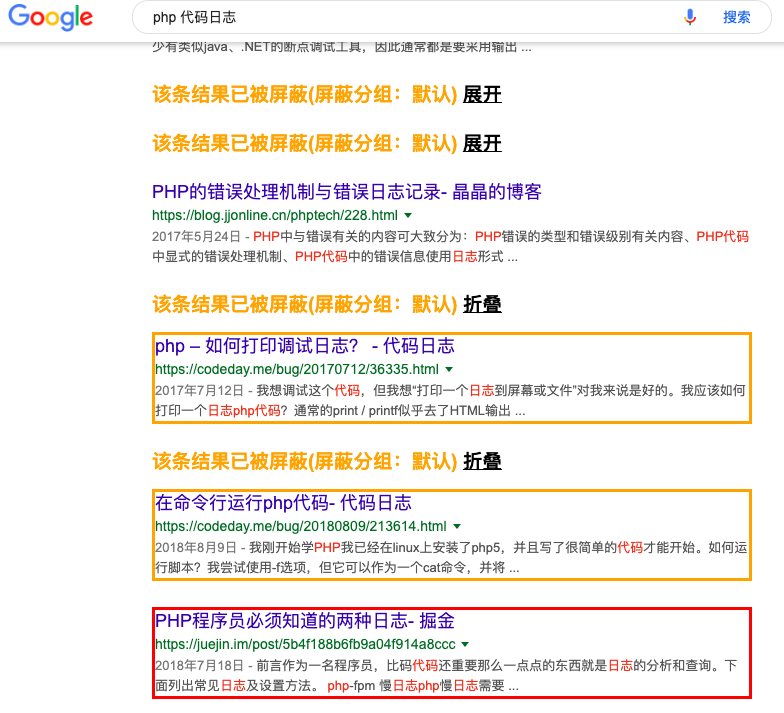 Google php 代码日志 搜索
少有类似java、.NET的断点调试工具，因此通常都是要采用输出 ...
该条结果已被屏蔽(屏蔽分组：默认) 展开
该条结果已被屏蔽(屏蔽分组：默认) 展开
PHP的错误处理机制与错误日志记录- 晶晶的博客
https://blog.jjonline.cn/phptech/228.html
2017年5月24日 - PHP中与错误有关的内容可大致分为：PHP错误的类型和错误级别有关内容、PHP代码
中显式的错误处理机制、PHP代码中的错误信息使用日志形式 ...
该条结果已被屏蔽(屏蔽分组：默认) 折叠
php – 如何打印调试日志？ - 代码日志
https://codeday.me/bug/20170712/36335.html
2017年7月12日 - 我想调试这个代码，但我想“打印一个日志到屏幕或文件”对我来说是好的。我应该如何
打印一个日志php代码？通常的print / printf似乎去了HTML输出 ...
该条结果已被屏蔽(屏蔽分组：默认) 折叠
在命令行运行php代码- 代码日志
https://codeday.me/bug/20180809/213614.html
2018年8月9日 - 我刚开始学PHP我已经在linux上安装了php5，并且写了很简单的代码才能开始。如何运
行脚本？我尝试使用-f选项，但它可以作为一个cat命令，并将 ...
PHP程序员必须知道的两种日志- 掘金
https://juejin.im/post/5b4f188b6fb9a04f914a8ccc
2018年7月18日 - 前言作为一名程序员，比码代码还重要那么一点点的东西就是日志的分析和查询。下
面列出常见日志及设置方法。 php-fpm 慢日志php慢日志需要 ...